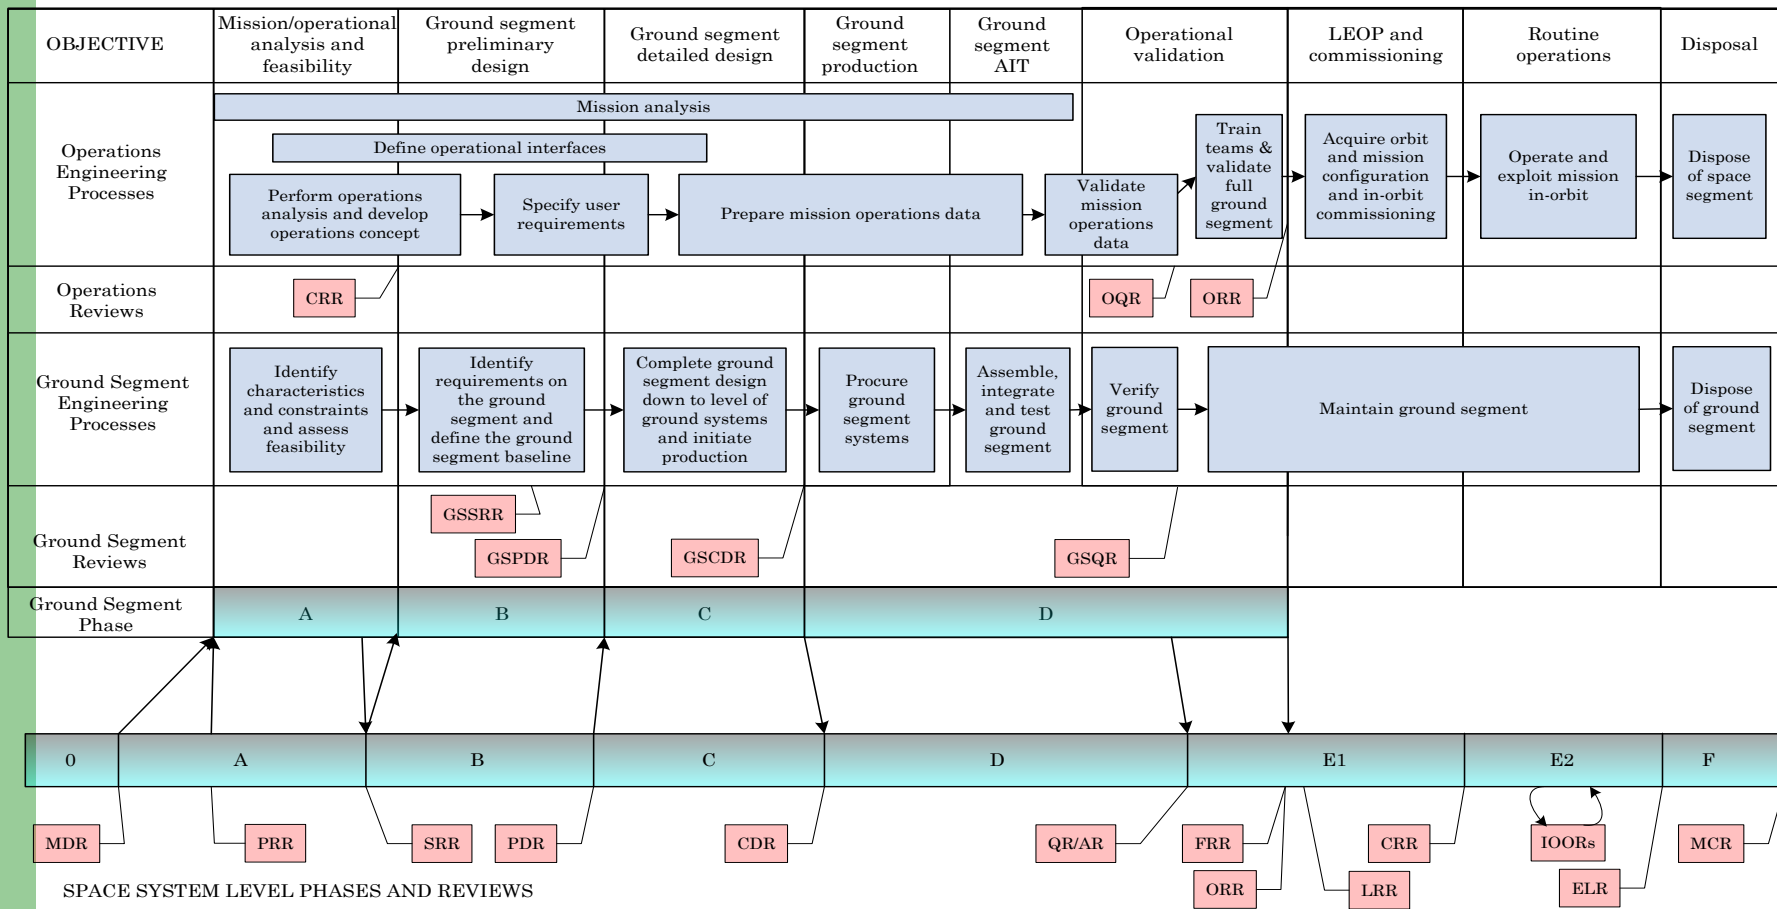 OBJECTIVE
Mission/operational
analysis and
feasibility
Ground segment
preliminary
design
Ground segment
detailed design
Ground
segment
production
Ground
segment
AIT
Operational
validation
LEOP and
commissioning
Routine
operations
Disposal
Operations
Engineering
Processes
Mission analysis
Define operational interfaces
Perform operations
analysis and develop
operations concept
Specify user
requirements
Prepare mission operations data
Validate
mission
operations
data
Train
teams &
validate
full
ground
segment
Acquire orbit
and mission
configuration
and in-orbit
commissioning
Operate and
exploit mission
in-orbit
Dispose
of space
segment
Operations
Reviews
CRR
OQR
ORR
Ground Segment
Engineering
Processes
Identify
characteristics
and constraints
and assess
feasibility
Identify
requirements on
the ground
segment and
define the ground
segment baseline
Complete ground
segment design
down to level of
ground systems
and initiate
production
Procure
ground
segment
systems
Assemble,
integrate
and test
ground
segment
Verify
ground
segment
Maintain ground segment
Dispose
of ground
segment
Ground Segment
Reviews
GSSRR
GSPDR
GSCDR
GSQR
Ground Segment
Phase
A
B
C
D
0
A
B
C
D
E1
E2
F
MDR
PRR
SRR
PDR
CDR
QR/AR
FRR
CRR
IOORs
MCR
ORR
LRR
ELR
SPACE SYSTEM LEVEL PHASES AND REVIEWS